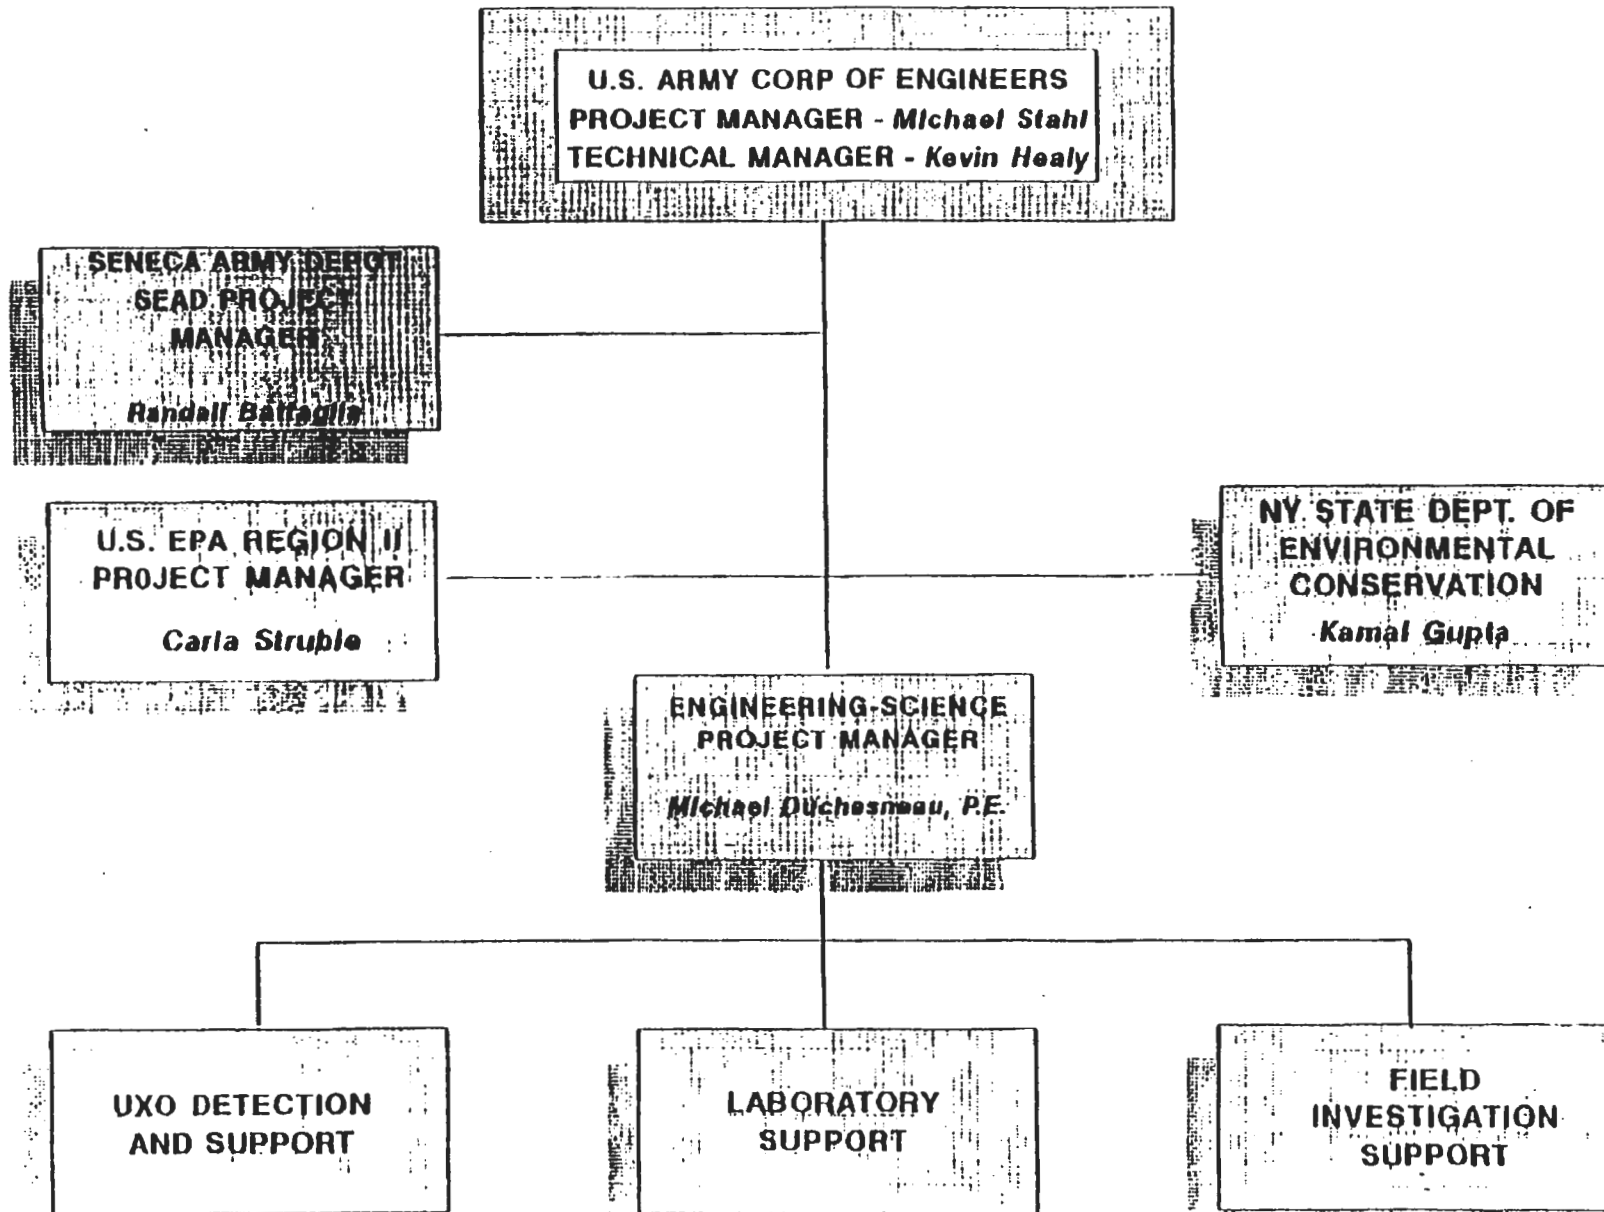 U.S. ARMY CORP OF ENGINEERS
PROJECT MANAGER - Michael Stahl
TECHNICAL MANAGER - Kevin Healy
SENECA ARMY DEPOT
SEAD PROJECT
MANAGER
Randall Battaglia
U.S. EPA REGION II
PROJECT MANAGER
Carla Struble
NY STATE DEPT. OF
ENVIRONMENTAL
CONSERVATION
Kamal Gupta
ENGINEERING-SCIENCE
PROJECT MANAGER
Michael Duchesneau, P.E.
UXO DETECTION
AND SUPPORT
LABORATORY
SUPPORT
FIELD
INVESTIGATION
SUPPORT